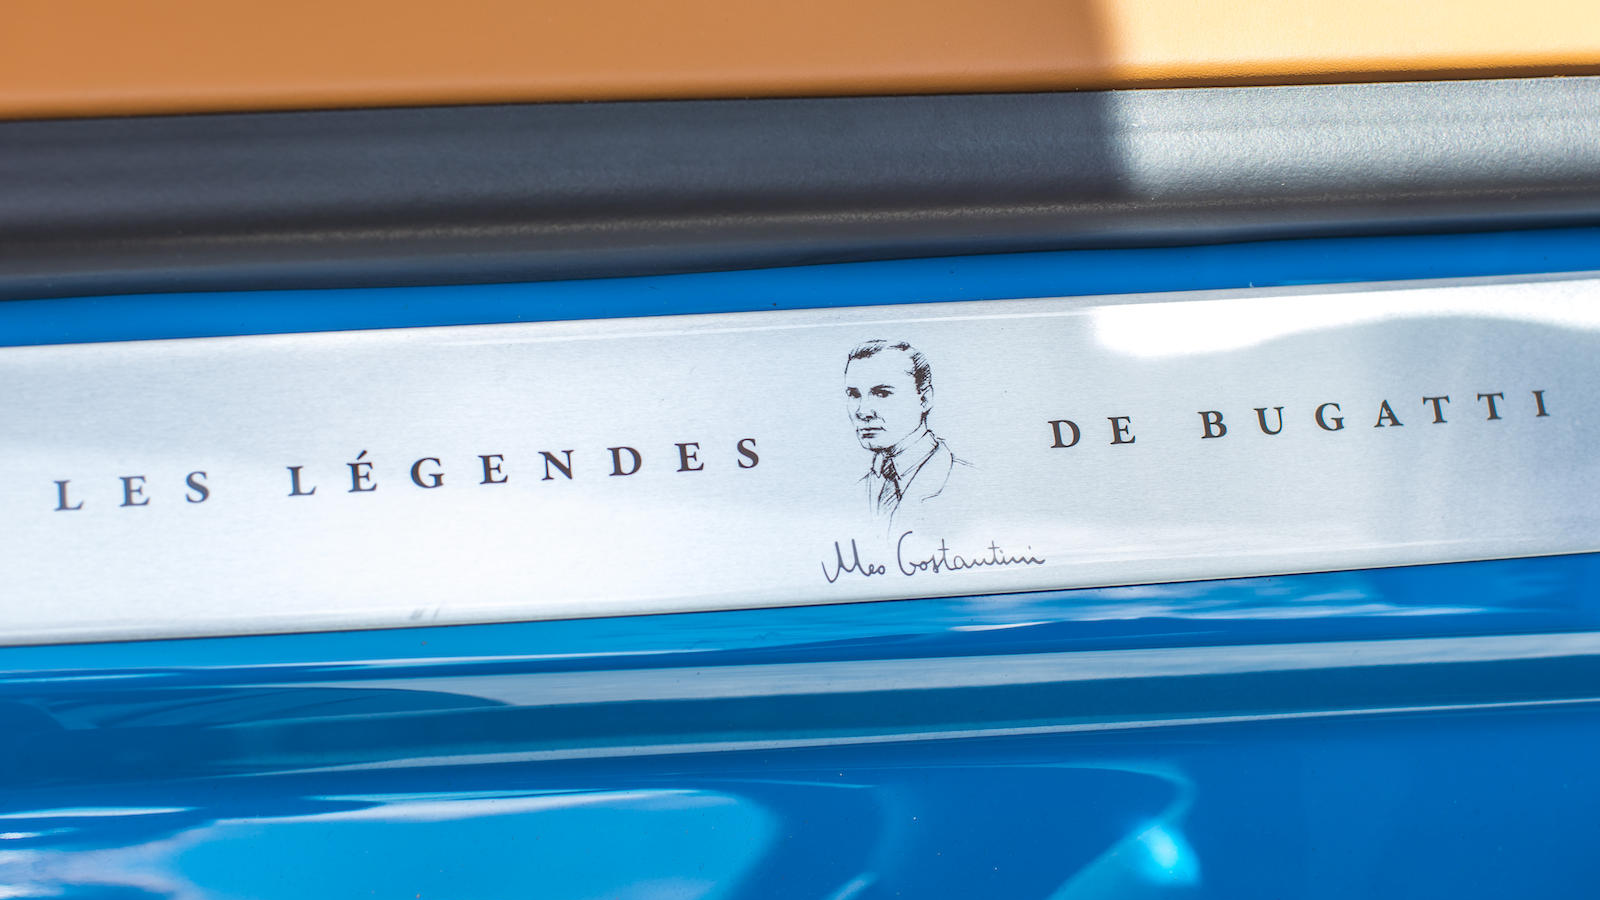 LES LÉGENDES DE BUGATTI
Meo Costantini